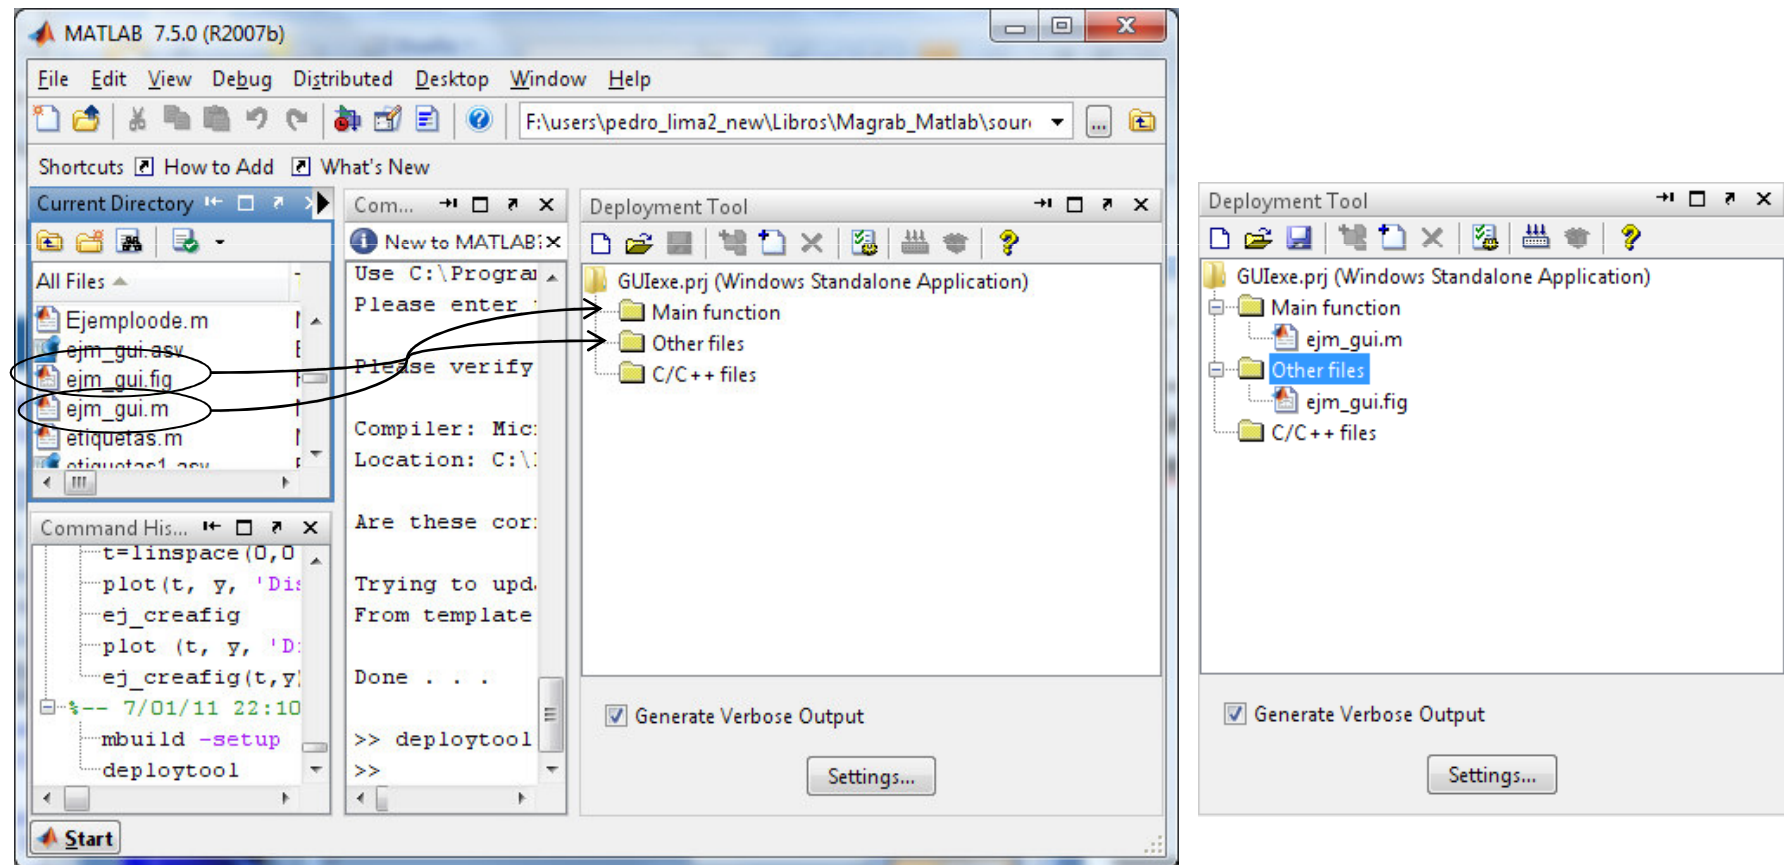 MATLAB 7.5.0 (R2007b)
File Edit View Debug Distributed Desktop Window Help
F:\users\pedro_lima2_new\Libros\Magrab_Matlab\sour
Shortcuts How to Add What's New
Current Directory
All Files
Ejemploode.m
ejm_gui.asv
ejm_gui.fig
ejm_gui.m
etiquetas.m
etiquetas1.asv
Command His...
t=linspace(0,0
plot(t, y, 'Dis
ej_creafig
plot (t, y, 'D
ej_creafig(t,y)
%-- 7/01/11 22:10
mbuild -setup
deploytool
Com...
New to MATLAB?
Use C:\Program
Please enter
Please verify
Compiler: Mic
Location: C:\
Are these cor
Trying to upd
From template
Done . . .
>> deploytool
>>
Deployment Tool
GUIexe.prj (Windows Standalone Application)
Main function
Other files
C/C++ files
Generate Verbose Output
Settings...
Start
Deployment Tool
GUIexe.prj (Windows Standalone Application)
Main function
ejm_gui.m
Other files
ejm_gui.fig
C/C++ files
Generate Verbose Output
Settings...